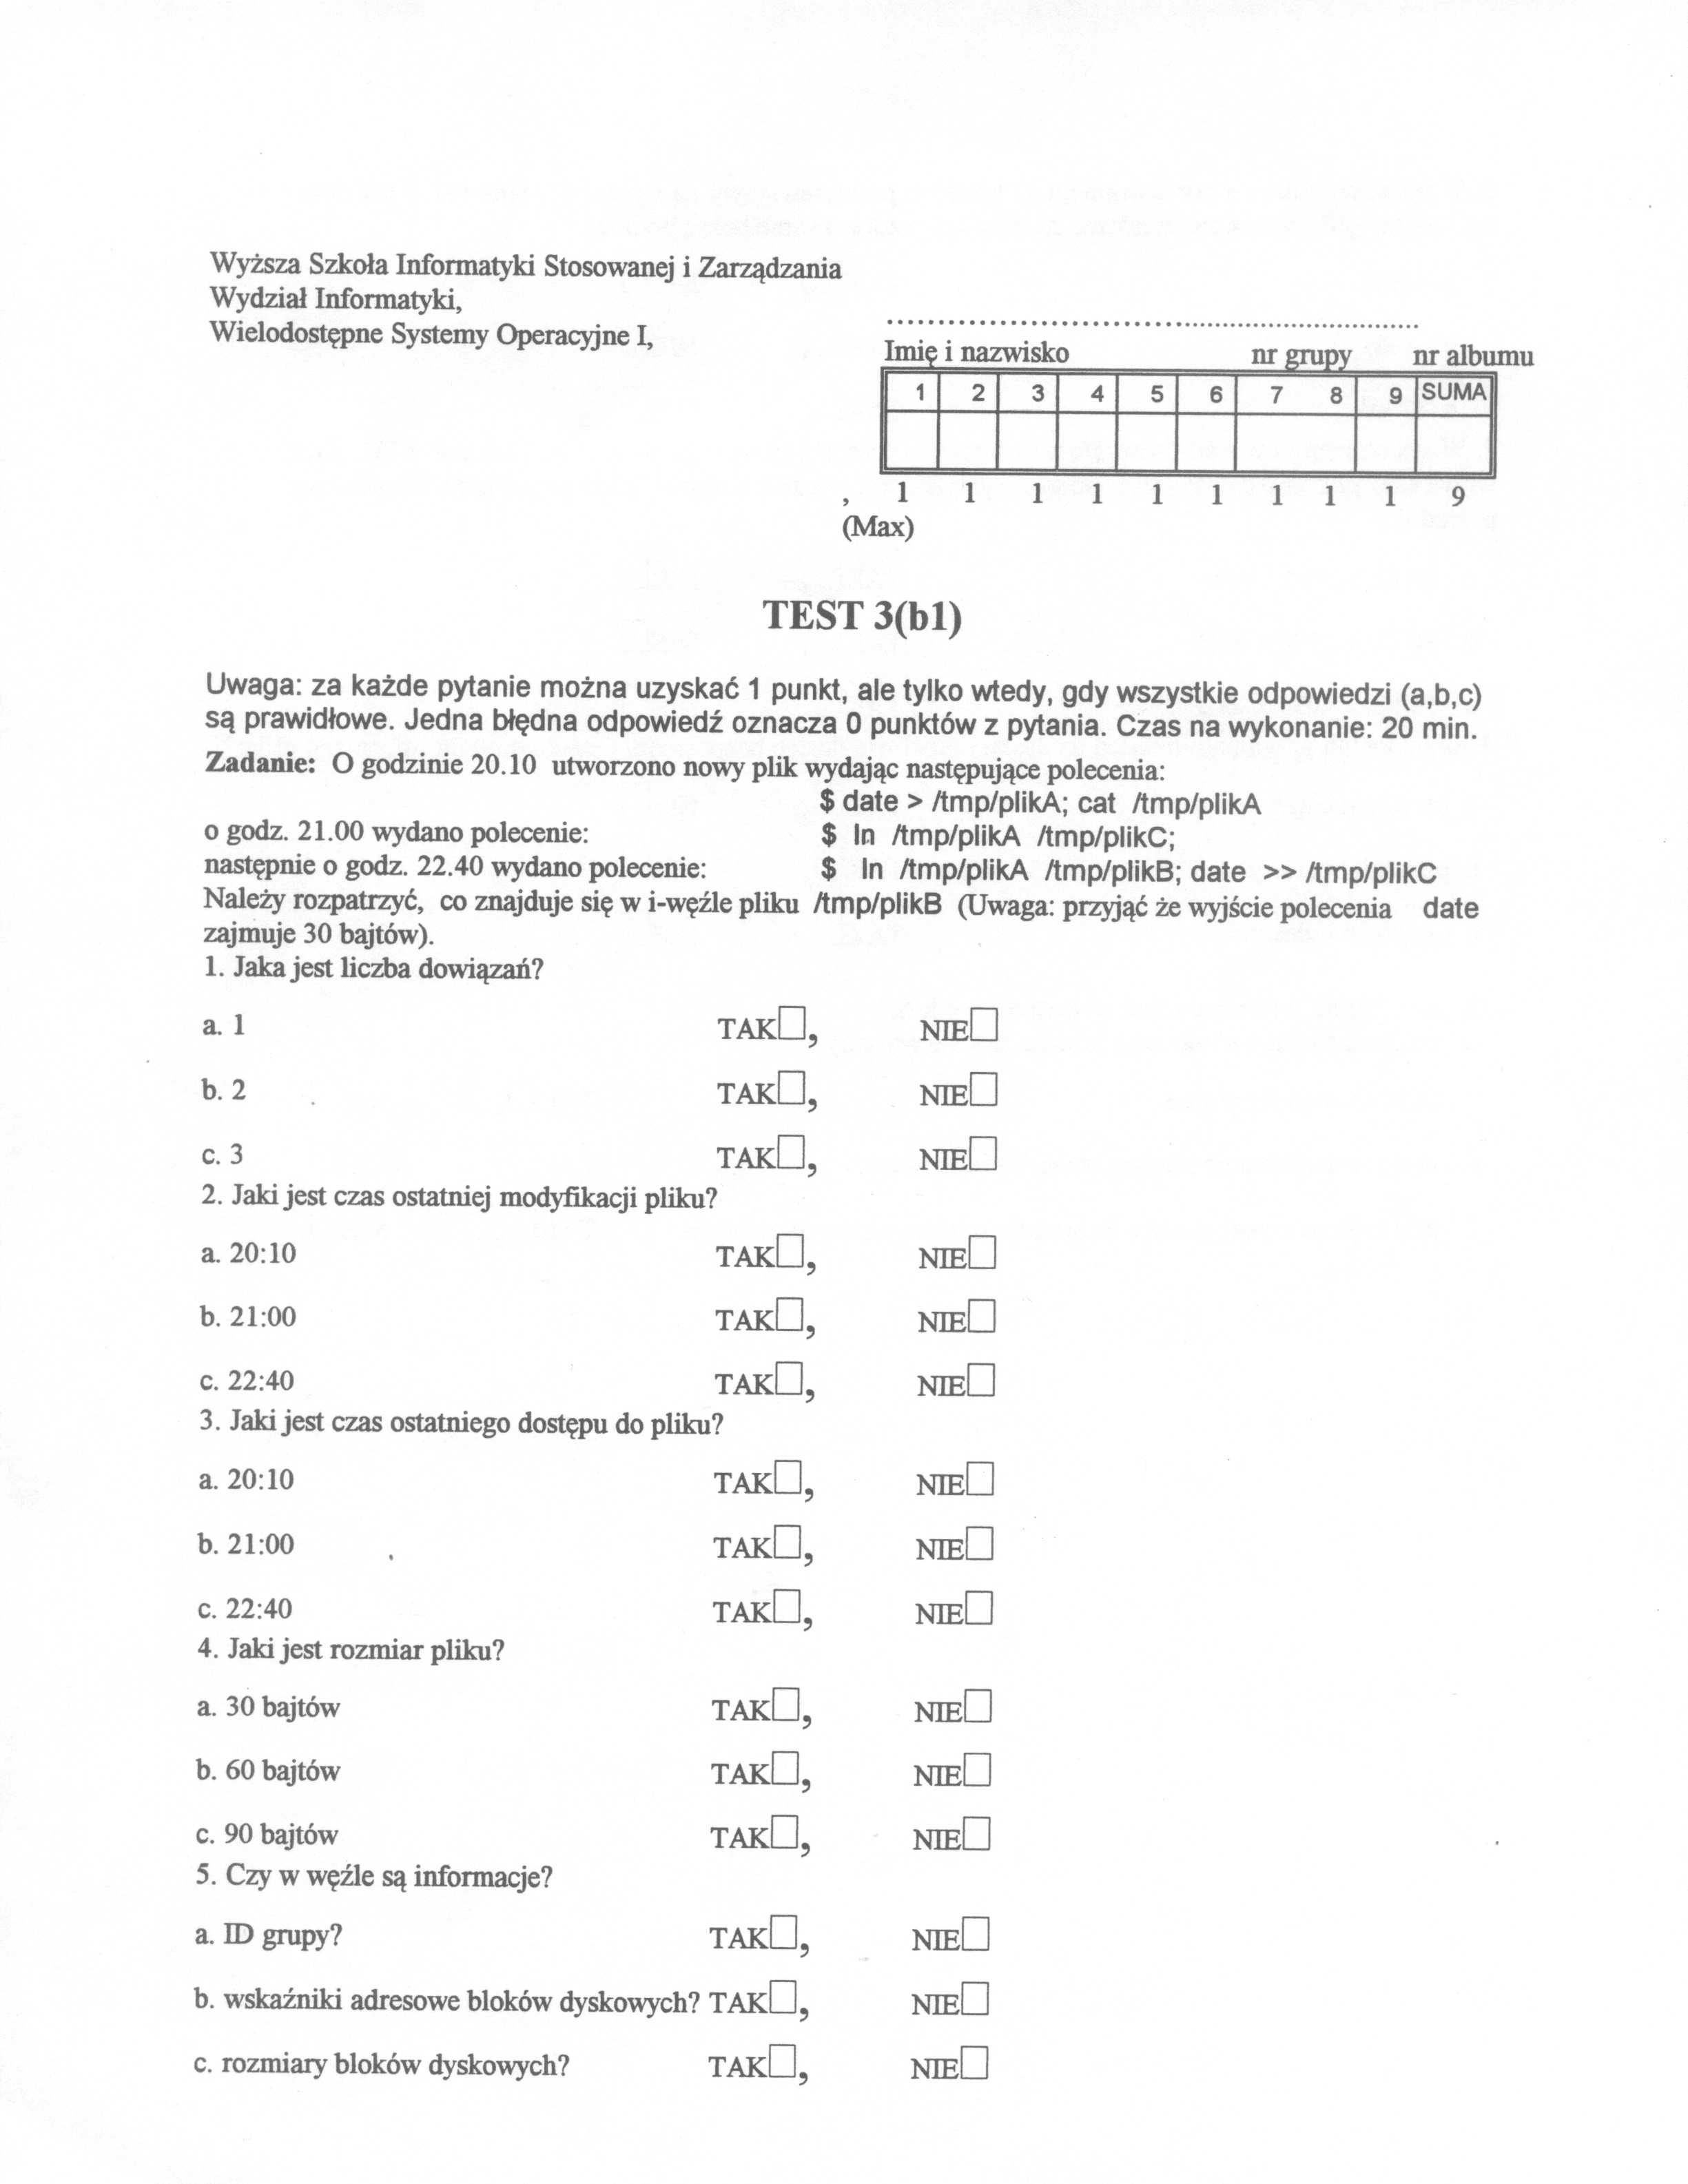 Wyższa Szkoła Informatyki Stosowanej i Zarządzania
Wydział Informatyki,
Wielodostępne Systemy Operacyjne I,
................................................................
Imię i nazwisko nr grupy nr albumu
1 2 3 4 5 6 7 8 9 SUMA
, 1 1 1 1 1 1 1 1 1 9
(Max)
TEST 3(b1)
Uwaga: za każde pytanie można uzyskać 1 punkt, ale tylko wtedy, gdy wszystkie odpowiedzi (a,b,c)
są prawidłowe. Jedna błędna odpowiedź oznacza 0 punktów z pytania. Czas na wykonanie: 20 min.
Zadanie: O godzinie 20.10 utworzono nowy plik wydając następujące polecenia:
$ date > /tmp/plikA; cat /tmp/plikA
o godz. 21.00 wydano polecenie: $ ln /tmp/plikA /tmp/plikC;
następnie o godz. 22.40 wydano polecenie: $ ln /tmp/plikA /tmp/plikB; date >> /tmp/plikC
Należy rozpatrzyć, co znajduje się w i-węźle pliku /tmp/plikB (Uwaga: przyjąć że wyjście polecenia date
zajmuje 30 bajtów).
1. Jaka jest liczba dowiązań?
a. 1 TAK□, NIE□
b. 2 TAK□, NIE□
c. 3 TAK□, NIE□
2. Jaki jest czas ostatniej modyfikacji pliku?
a. 20:10 TAK□, NIE□
b. 21:00 TAK□, NIE□
c. 22:40 TAK□, NIE□
3. Jaki jest czas ostatniego dostępu do pliku?
a. 20:10 TAK□, NIE□
b. 21:00 TAK□, NIE□
c. 22:40 TAK□, NIE□
4. Jaki jest rozmiar pliku?
a. 30 bajtów TAK□, NIE□
b. 60 bajtów TAK□, NIE□
c. 90 bajtów TAK□, NIE□
5. Czy w węźle są informacje?
a. ID grupy? TAK□, NIE□
b. wskaźniki adresowe bloków dyskowych? TAK□, NIE□
c. rozmiary bloków dyskowych? TAK□, NIE□